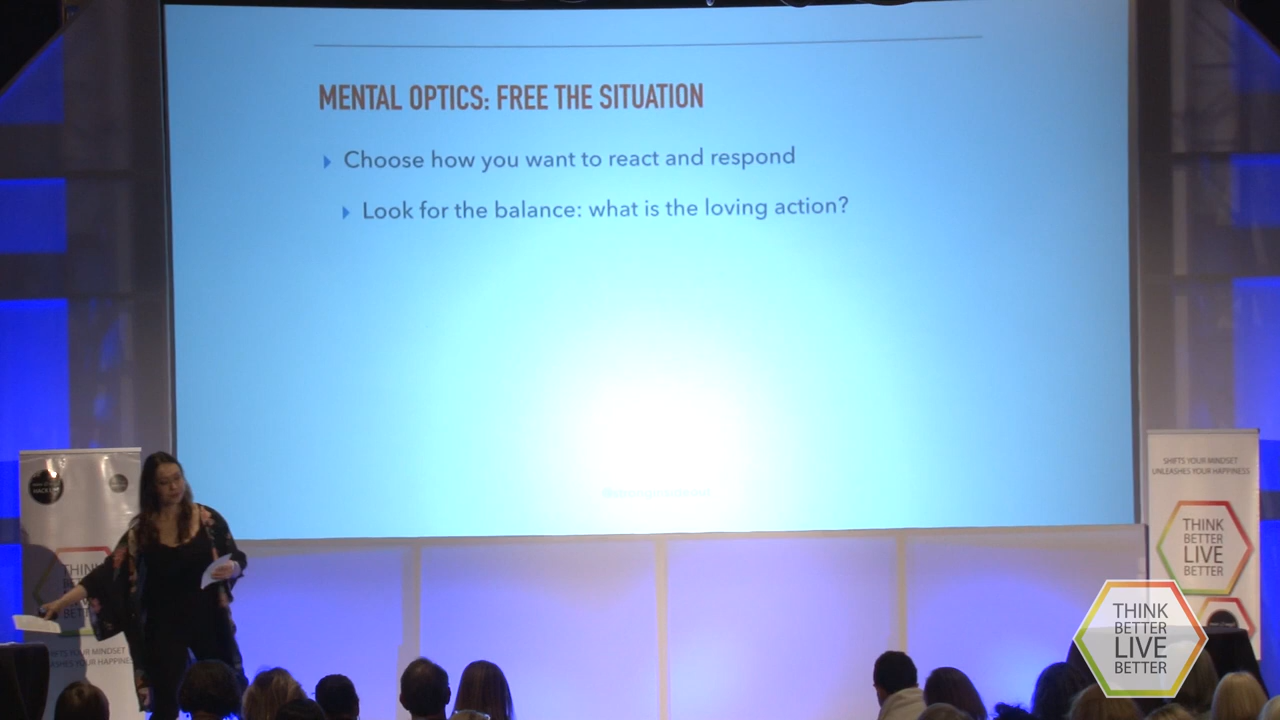 MENTAL OPTICS: FREE THE SITUATION
Choose how you want to react and respond
Look for the balance: what is the loving action?
SHIFTS YOUR MINDSET
UNLEASHES YOUR HAPPINESS
THINK
BETTER
LIVE
BETTER
THINK
BETTER
LIVE
BETTER